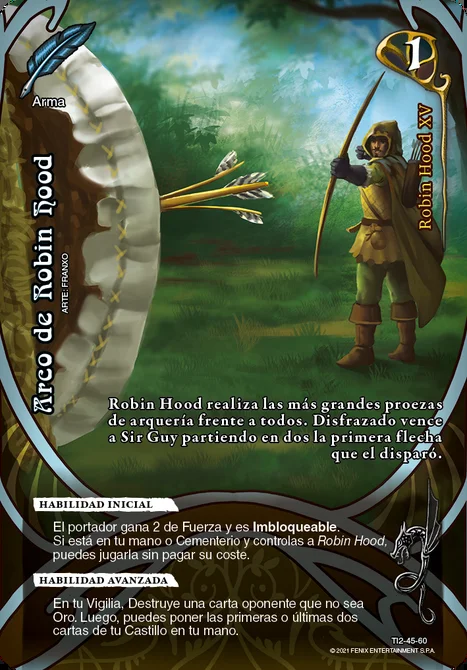 1
Arma
Arco de Robin Hood
ARTE: FRANXO
Robin Hood XV
Robin Hood realiza las más grandes proezas
de arquería frente a todos. Disfrazado vence
a Sir Guy partiendo en dos la primera flecha
que el disparó.
HABILIDAD INICIAL
El portador gana 2 de Fuerza y es Imbloqueable.
Si está en tu mano o Cementerio y controlas a Robin Hood,
puedes jugarla sin pagar su coste.
HABILIDAD AVANZADA
En tu Vigilia, Destruye una carta oponente que no sea
Oro. Luego, puedes poner las primeras o últimas dos
cartas de tu Castillo en tu mano.
TI2-45-60
© 2021 FENIX ENTERTAINMENT S.P.A.